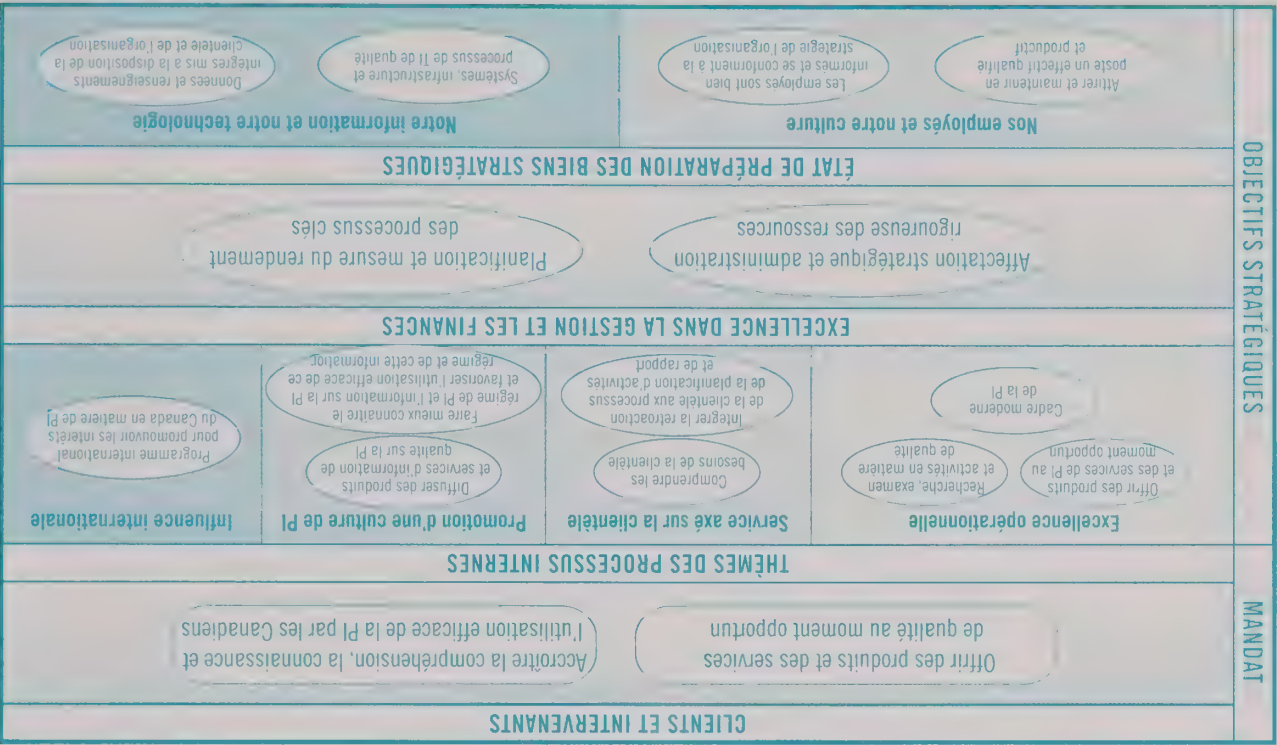 CLIENTS ET INTERVENANTS
MANDAT
Offrir des produits et des services
de qualité au moment opportun
Accroître la compréhension, la connaissance et
l'utilisation efficace de la PI par les Canadiens
OBJECTIFS STRATÉGIQUES
THÈMES DES PROCESSUS INTERNES
Excellence opérationnelle
Offrir des produits
et des services de PI au
moment opportun
Recherche, examen
et activités en matière
de qualité
Cadre moderne
de la PI
Service axé sur la clientèle
Comprendre les
besoins de la clientèle
Intégrer la rétroaction
de la clientèle aux processus
de la planification d'activités
et de rapport
Promotion d'une culture de PI
Diffuser des produits
et services d'information de
qualité sur la PI
Faire mieux connaître le
régime de PI et l'information sur la PI
et favoriser l'utilisation efficace de ce
régime et de cette information
Influence internationale
Programme international
pour promouvoir les intérêts
du Canada en matière de PI
EXCELLENCE DANS LA GESTION ET LES FINANCES
Affectation stratégique et administration
rigoureuse des ressources
Planification et mesure du rendement
des processus clés
ÉTAT DE PRÉPARATION DES BIENS STRATÉGIQUES
Nos employés et notre culture
Attirer et maintenir en
poste un effectif qualifié
et productif
Les employés sont bien
informés et se conforment à la
stratégie de l'organisation
Notre information et notre technologie
Systèmes, infrastructure et
processus de TI de qualité
Données et renseignements
intégrés mis à la disposition de la
clientèle et de l'organisation